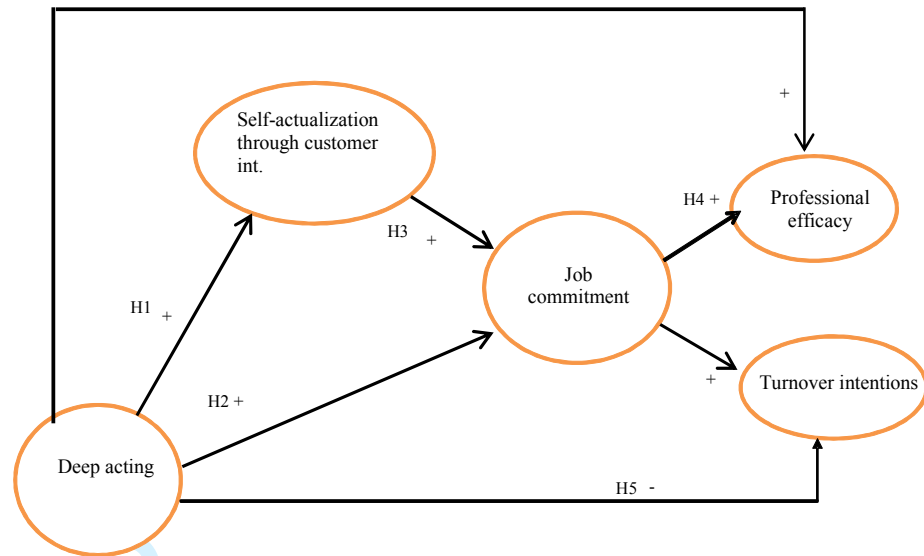 +
Self-actualization
through customer
int.
Professional
efficacy
H4 +
H3
+
Job
commitment
H1
+
+
Turnover intentions
H2 +
Deep acting
H5 -